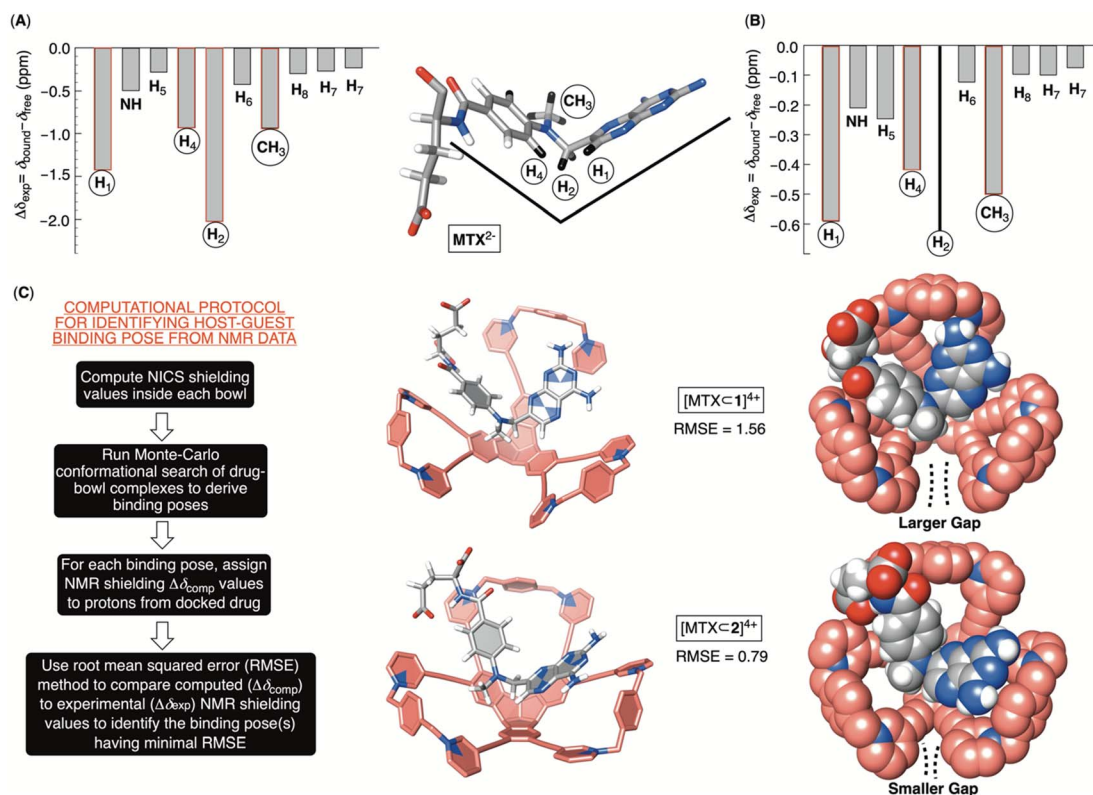 (A)
Δδexp= δbound−δfree (ppm)
0.0
−0.5
−1.0
−1.5
−2.0
H1
NH
H5
H4
H2
H6
CH3
H8
H7
H7
CH3
H4
H2
H1
MTX2-
(B)
Δδexp = δbound−δfree (ppm)
0.0
−0.1
−0.2
−0.3
−0.4
−0.5
−0.6
H1
NH
H5
H4
H2
H6
CH3
H8
H7
H7
(C)
COMPUTATIONAL PROTOCOL
FOR IDENTIFYING HOST-GUEST
BINDING POSE FROM NMR DATA
Compute NICS shielding
values inside each bowl
Run Monte-Carlo
conformational search of drug-
bowl complexes to derive
binding poses
For each binding pose, assign
NMR shielding Δδcomp values
to protons from docked drug
Use root mean squared error (RMSE)
method to compare computed (Δδcomp)
to experimental (Δδexp) NMR shielding
values to identify the binding pose(s)
having minimal RMSE
[MTX⊂1]4+
RMSE = 1.56
Larger Gap
[MTX⊂2]4+
RMSE = 0.79
Smaller Gap